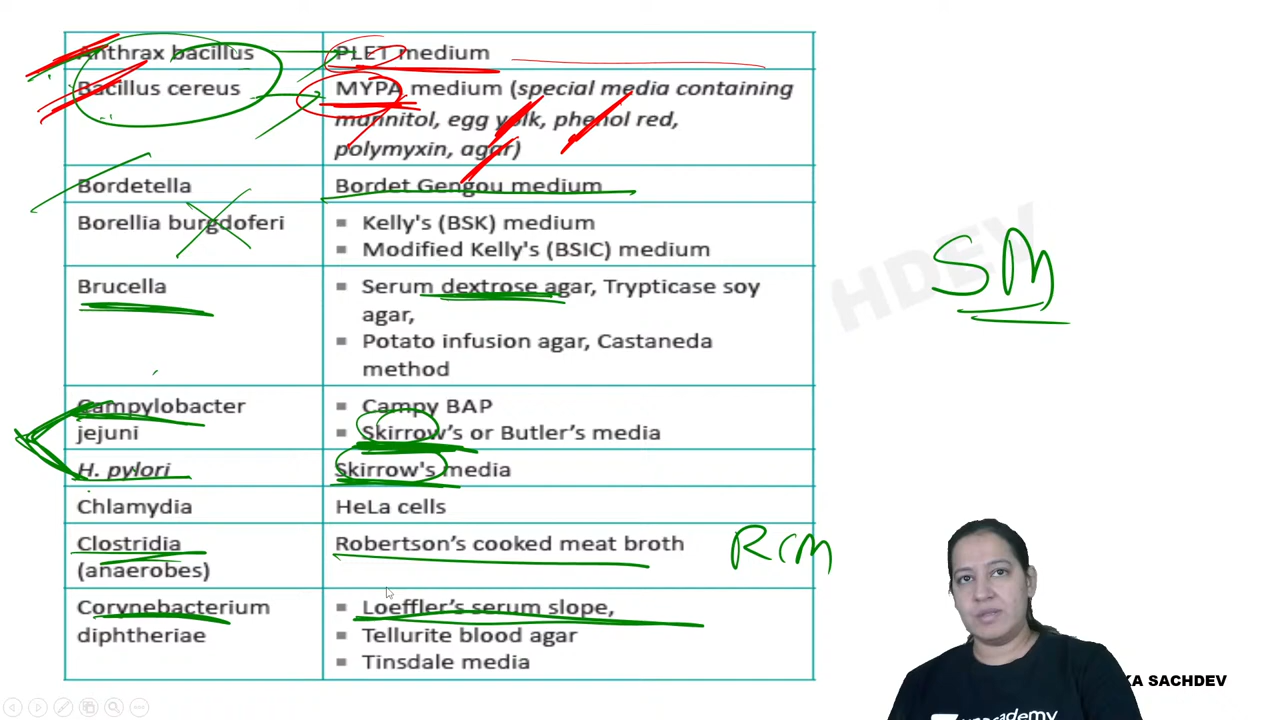 Anthrax bacillus PLET medium
Bacillus cereus MYPA medium (special media containing
mannitol, egg yolk, phenol red,
polymyxin, agar)
Bordetella Bordet Gengou medium
Borellia burgdoferi ▪ Kelly's (BSK) medium
▪ Modified Kelly's (BSIC) medium
Brucella ▪ Serum dextrose agar, Trypticase soy
agar,
▪ Potato infusion agar, Castaneda
method
Campylobacter ▪ Campy BAP
jejuni ▪ Skirrow's or Butler's media
H. pylori Skirrow's media
Chlamydia HeLa cells
Clostridia Robertson's cooked meat broth
(anaerobes)
Corynebacterium ▪ Loeffler's serum slope,
diphtheriae ▪ Tellurite blood agar
▪ Tinsdale media
SM
RCM
HDEV
KA SACHDEV